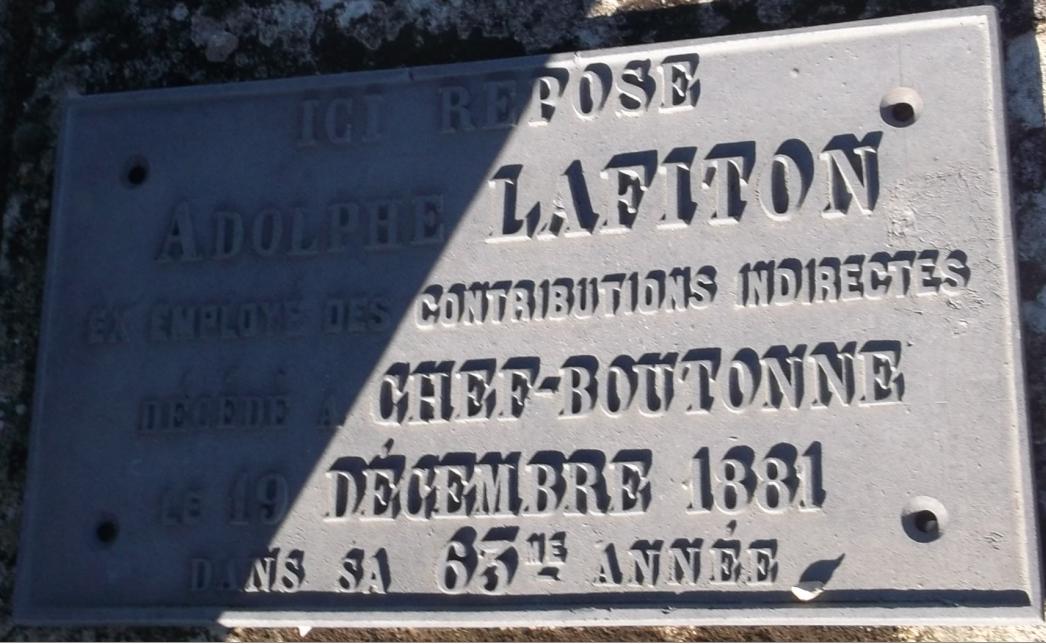 ICI REPOSE
ADOLPHE LAFITON
EX EMPLOYÉ DES CONTRIBUTIONS INDIRECTES
DÉCÉDÉ A CHEF-BOUTONNE
LE 19 DÉCEMBRE 1881
DANS SA 63ME ANNÉE